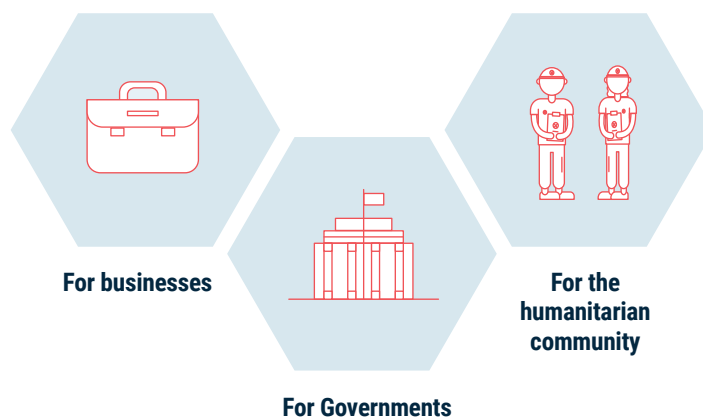 For businesses
For the
humanitarian
community
For Governments